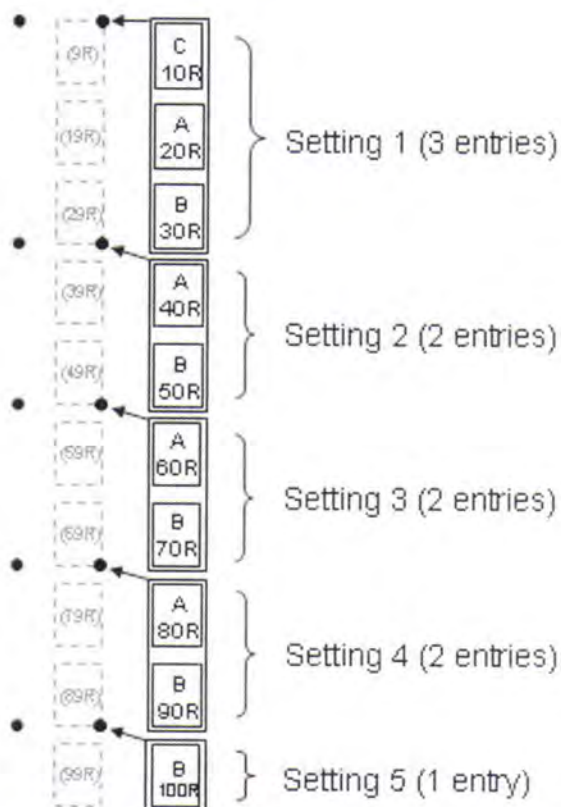 (9R)
C
10R
(19R)
A
20R
Setting 1 (3 entries)
(29R)
B
30R
(39R)
A
40R
Setting 2 (2 entries)
(49R)
B
50R
(59R)
A
60R
Setting 3 (2 entries)
(69R)
B
70R
(79R)
A
80R
Setting 4 (2 entries)
(89R)
B
90R
(99R)
B
100R
Setting 5 (1 entry)